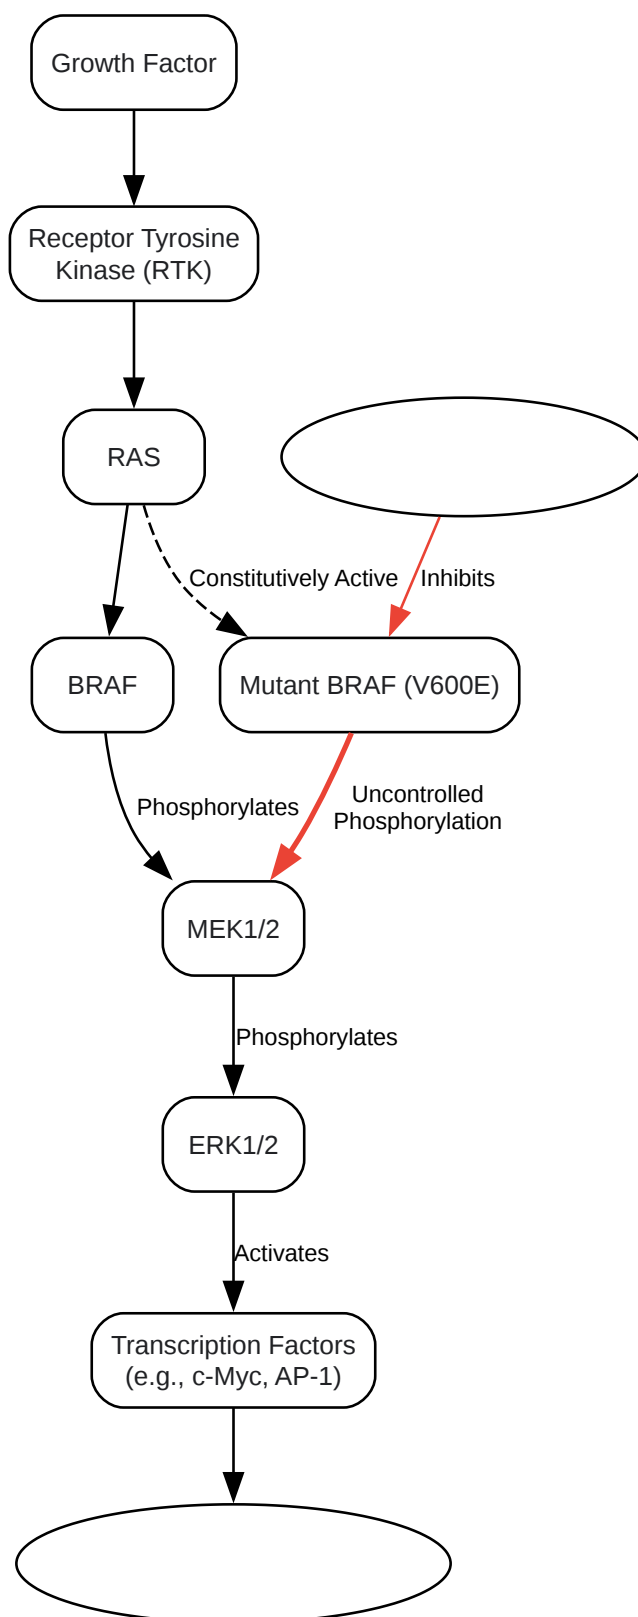 Growth Factor
Receptor Tyrosine
Kinase (RTK)
RAS
Constitutively Active
Inhibits
BRAF
Mutant BRAF (V600E)
Phosphorylates
Uncontrolled
Phosphorylation
MEK1/2
Phosphorylates
ERK1/2
Activates
Transcription Factors
(e.g., c-Myc, AP-1)